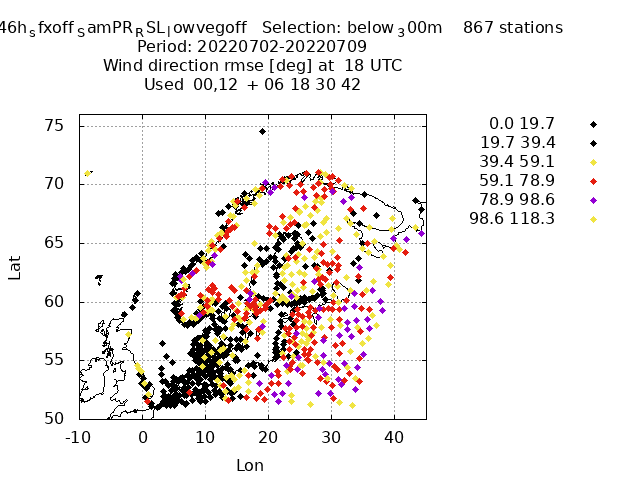 46h_sfxoff_SamPR_RSL_lowvegoff Selection: below_300m 867 stations
Period: 20220702-20220709
Wind direction rmse [deg] at 18 UTC
Used 00,12 + 06 18 30 42
0.0 19.7
19.7 39.4
39.4 59.1
59.1 78.9
78.9 98.6
98.6 118.3
75
70
65
60
55
50
Lat
-10 0 10 20 30 40
Lon